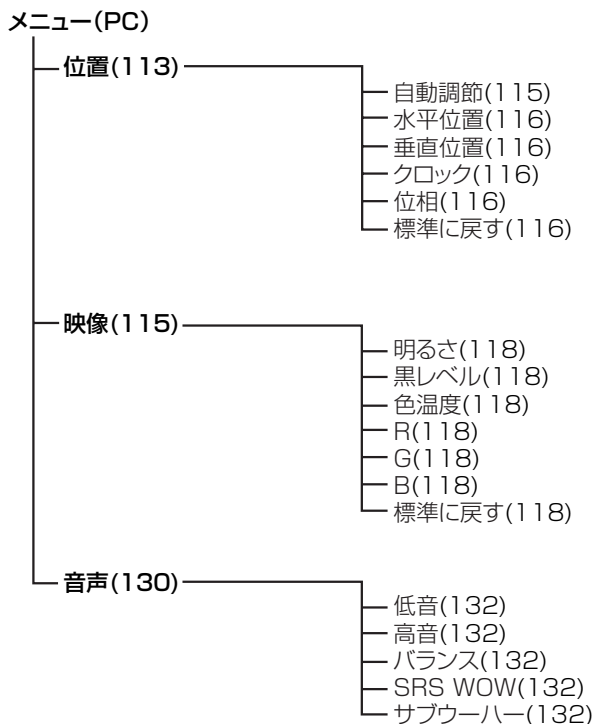 メニュー(PC)
位置(113)
自動調節(115)
水平位置(116)
垂直位置(116)
クロック(116)
位相(116)
標準に戻す(116)
映像(115)
明るさ(118)
黒レベル(118)
色温度(118)
R(118)
G(118)
B(118)
標準に戻す(118)
音声(130)
低音(132)
高音(132)
バランス(132)
SRS WOW(132)
サブウーハー(132)